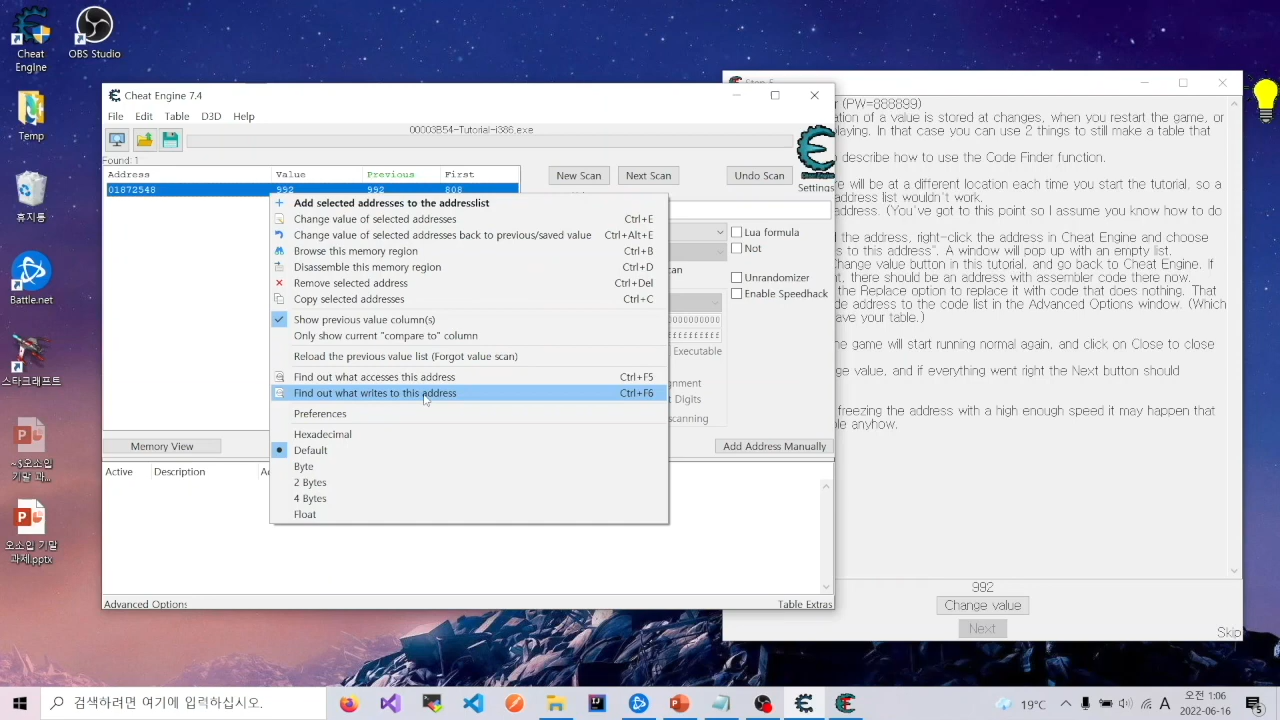 Cheat Engine
OBS Studio
Temp
휴지통
Battle.net
스타크래프트
~$오소인 기말 과...
오소인 기말 과제.pptx
Cheat Engine 7.4
File Edit Table D3D Help
00003B54-Tutorial-i386.exe
Found: 1
Address Value Previous First
01872548 992 992 808
New Scan Next Scan Undo Scan
Settings
Lua formula
Not
Unrandomizer
Enable Speedhack
Executable
Add selected addresses to the addresslist
Change value of selected addresses Ctrl+E
Change value of selected addresses back to previous/saved value Ctrl+Alt+E
Browse this memory region Ctrl+B
Disassemble this memory region Ctrl+D
Remove selected address Ctrl+Del
Copy selected addresses Ctrl+C
Show previous value column(s)
Only show current "compare to" column
Reload the previous value list (Forgot value scan)
Find out what accesses this address Ctrl+F5
Find out what writes to this address Ctrl+F6
Preferences
Hexadecimal
Default
Byte
2 Bytes
4 Bytes
Float
Memory View
Add Address Manually
Active Description
Advanced Options
Table Extras
(PW=888899)
ation of a value is stored at changes, when you restart the game, or
laying. In that case you can use 2 things to still make a table that
o describe how to use the Code Finder function.
e will be at a different location each time you start the tutorial, so a
address list wouldn't work.
address. (You've got this point so I assume you know how to
d the address, right-click the address in Cheat Engine and choose
es to this address". A window will pop up with an empty list.
Change value button in this tutorial, and go back to Cheat Engine. If
t, there should be an address with assembler code there now.
the Replace option to replace it with code that does nothing. That
de address to the code list in the Advanced Options window. (Which
ave your table.)
he game will start running normal again, and click on Close to close
ge value, and if everything went right the Next button should
freezing the address with a high enough speed it may happen that
ble anyhow.
992
Change value
Next
Skip
검색하려면 여기에 입력하십시오.
19°C
A
오전 1:06
2022-06-16
5